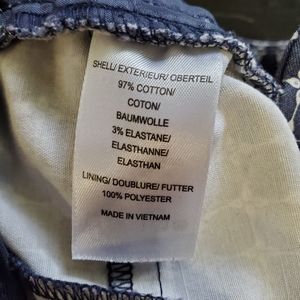 SHELL/ EXTERIEUR/ OBERTEIL
97% COTTON/
COTON/
BAUMWOLLE
3% ELASTANE/
ELASTHANNE/
ELASTHAN
LINING/ DOUBLURE/ FUTTER
100% POLYESTER
MADE IN VIETNAM